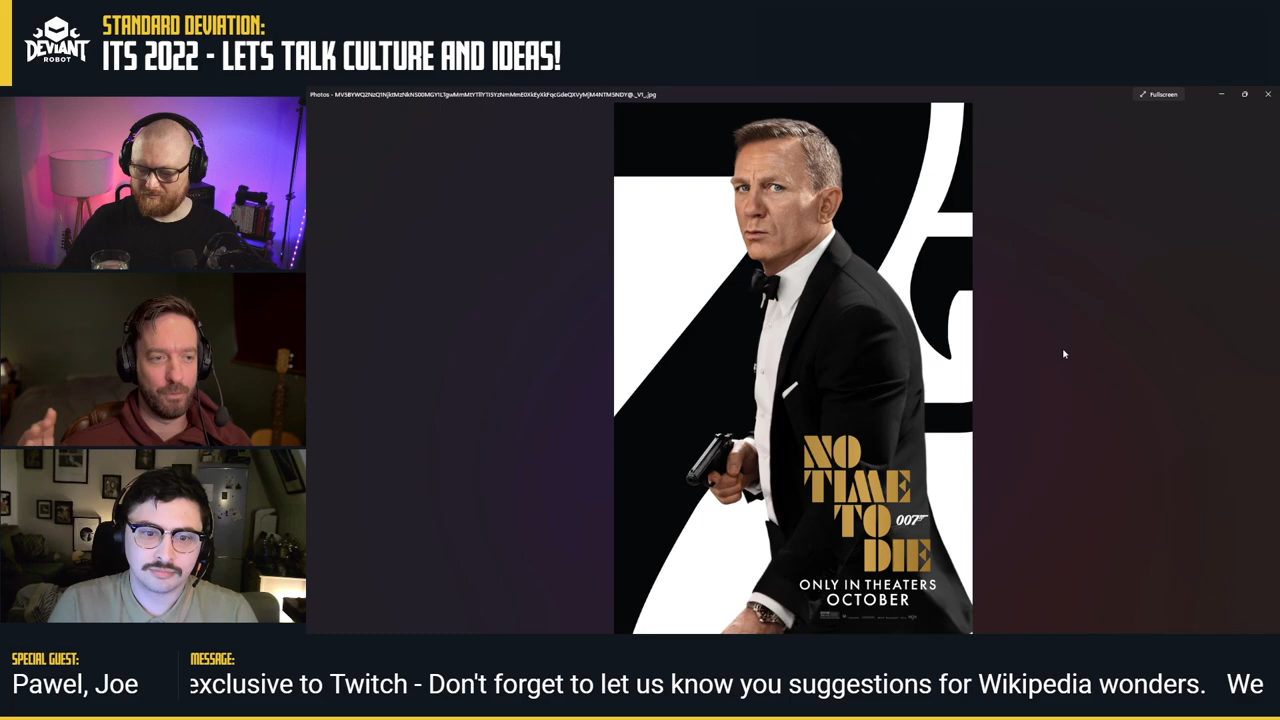 DEVIANT
ROBOT
STANDARD DEVIATION:
ITS 2022 - LETS TALK CULTURE AND IDEAS!
Fullscreen
NO
TIME
TO
007
DIE
ONLY IN THEATERS
OCTOBER
SPECIAL GUEST:
Pawel, Joe
MESSAGE:
exclusive to Twitch - Don't forget to let us know you suggestions for Wikipedia wonders. We